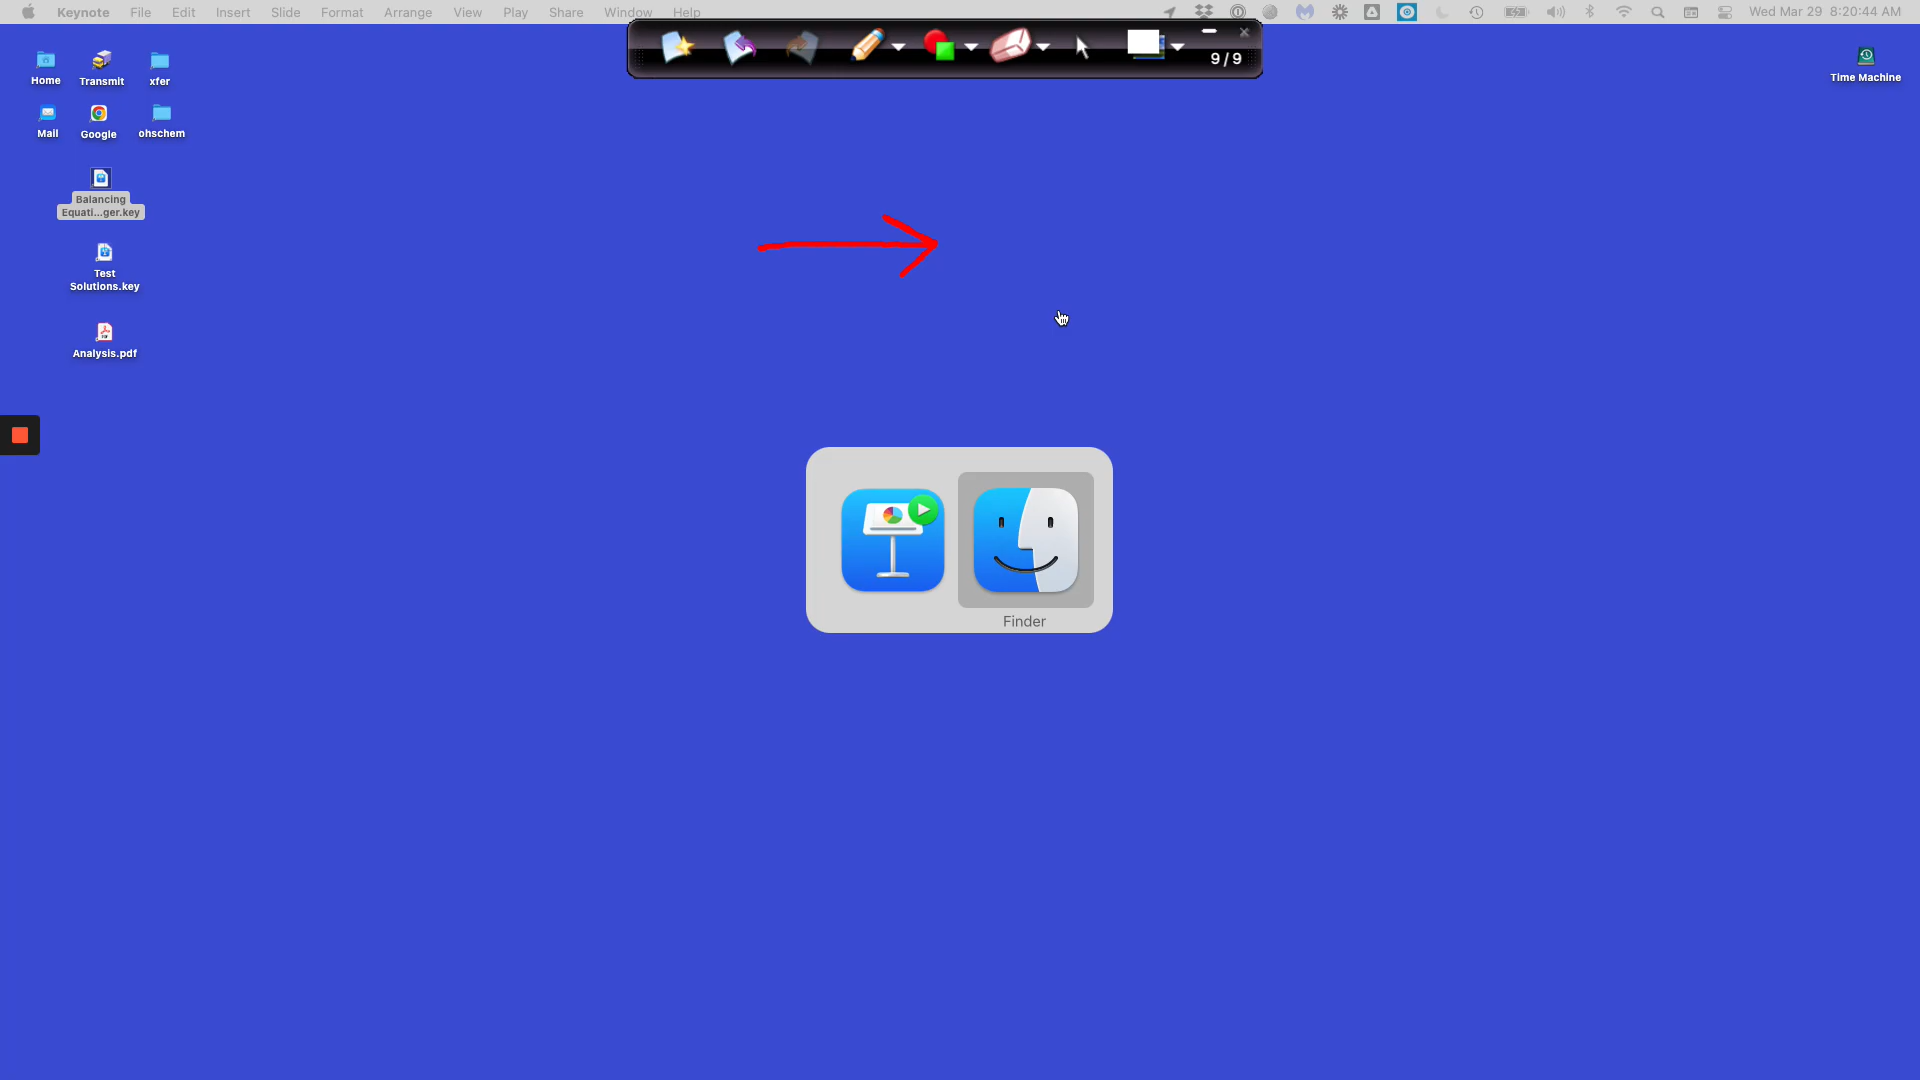 Keynote File Edit Insert Slide Format Arrange View Play Share Window Help Wed Mar 29 8:20:44 AM
9/9
Home Transmit xfer
Time Machine
Mail Google ohschem
Balancing
Equati...ger.key
Test
Solutions.key
Analysis.pdf
Finder